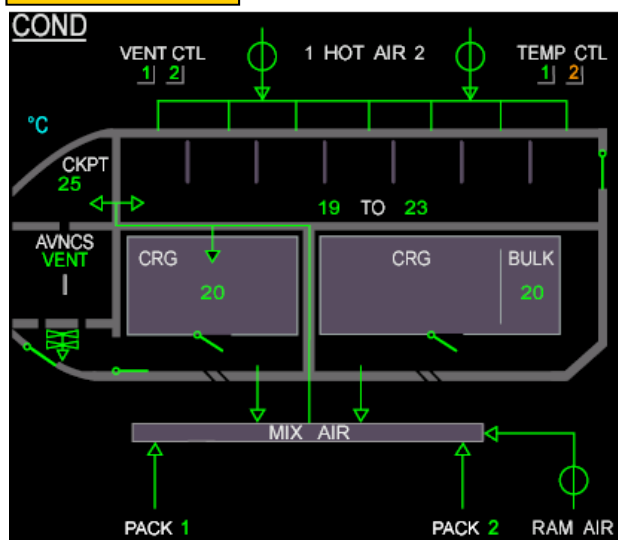 COND
VENT CTL 1 HOT AIR 2 TEMP CTL
1 2 1 2
°C
CKPT
25
19 TO 23
AVNCS
VENT
CRG CRG BULK
20 20
MIX AIR
PACK 1 PACK 2 RAM AIR